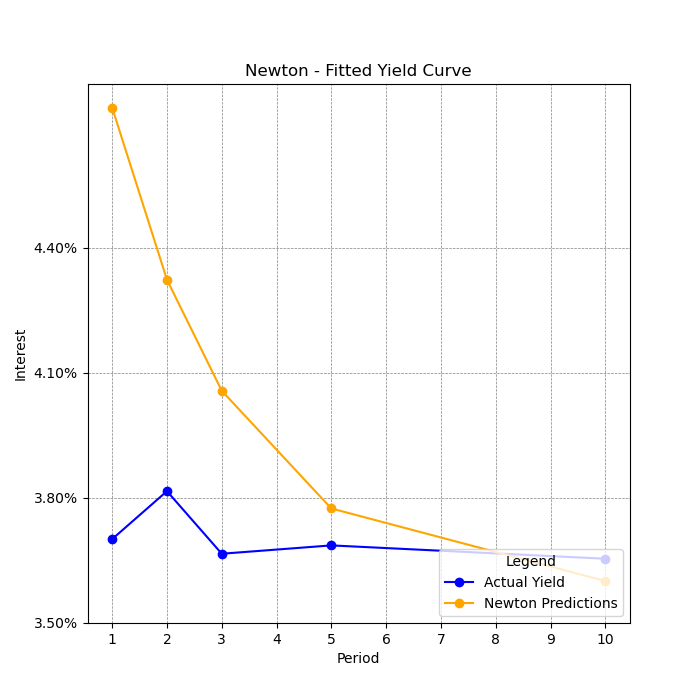 Newton - Fitted Yield Curve
Interest
4.40%
4.10%
3.80%
3.50%
Legend
Actual Yield
Newton Predictions
1 2 3 4 5 6 7 8 9 10
Period